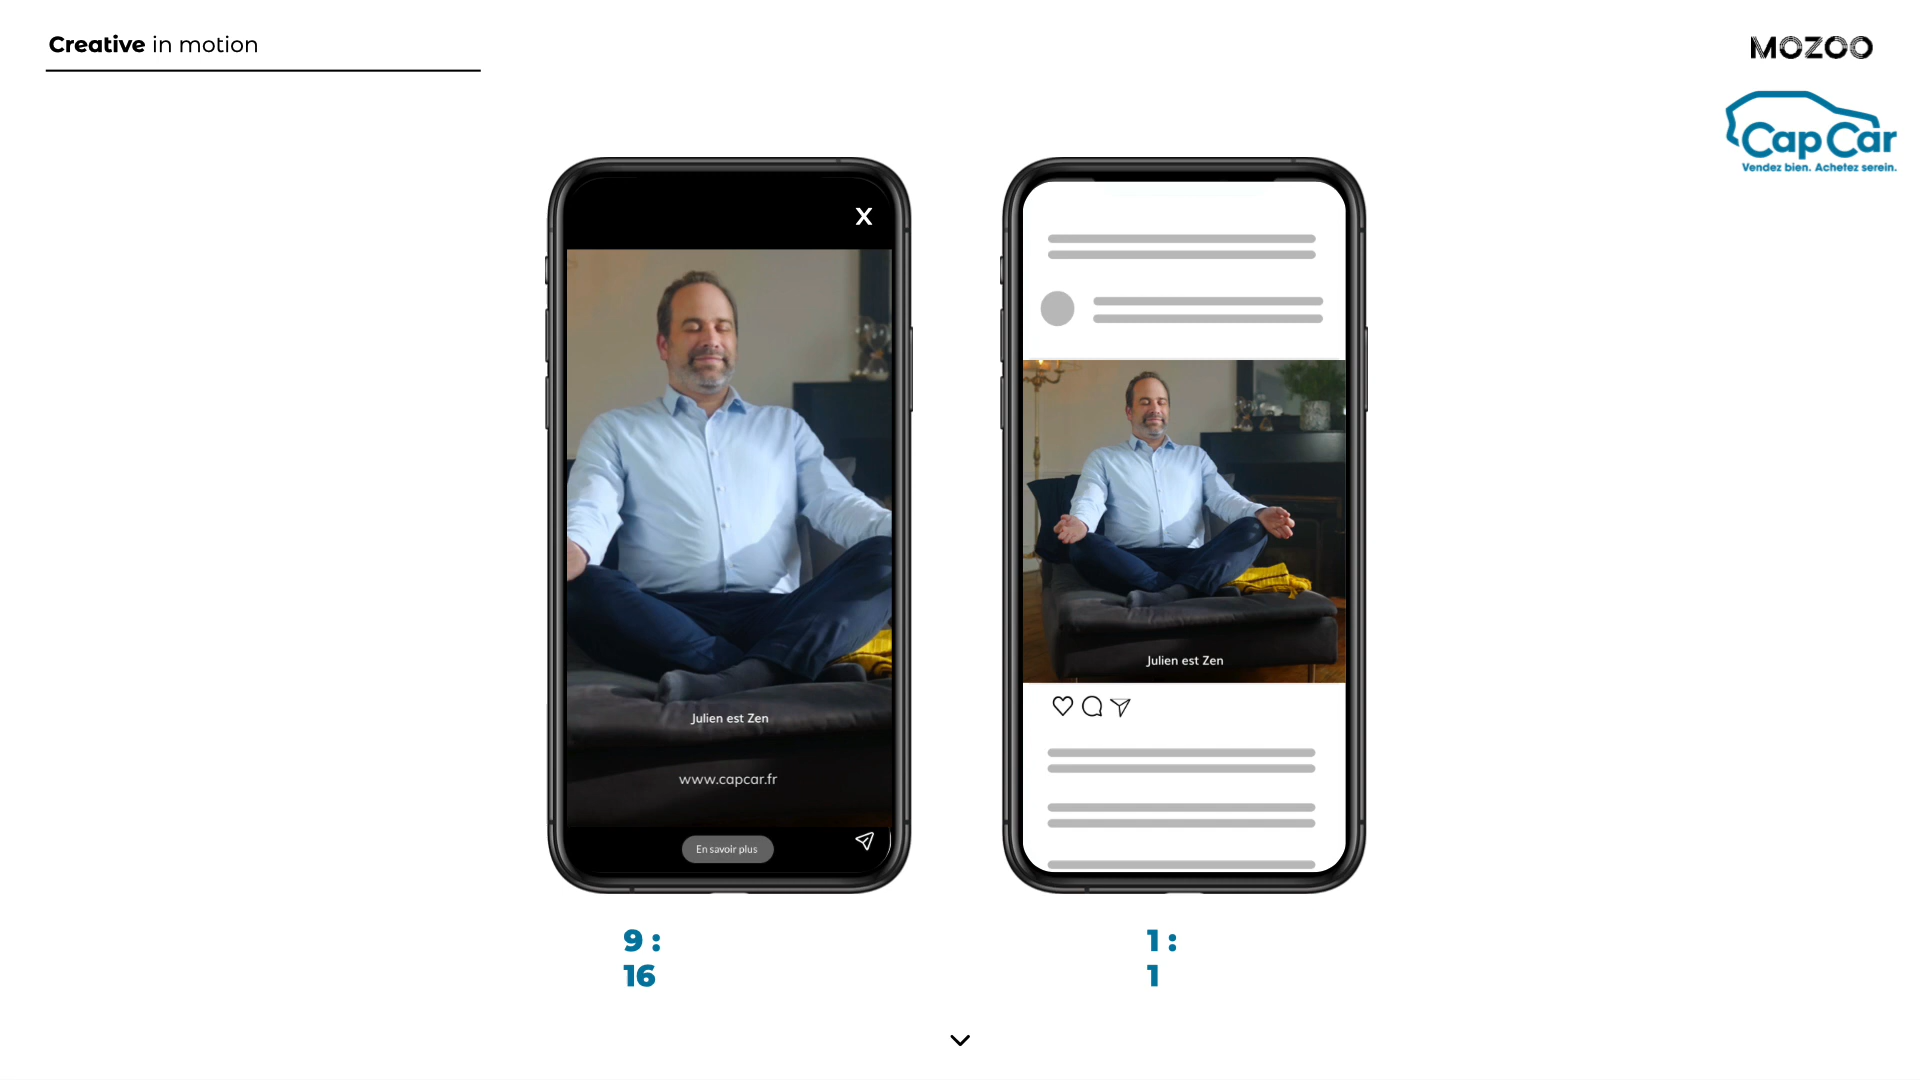 Creative in motion
MOZOO
Cap Car
Vendez bien. Achetez serein.
X
Julien est Zen
www.capcar.fr
En savoir plus
Julien est Zen
9 :
16
1 :
1